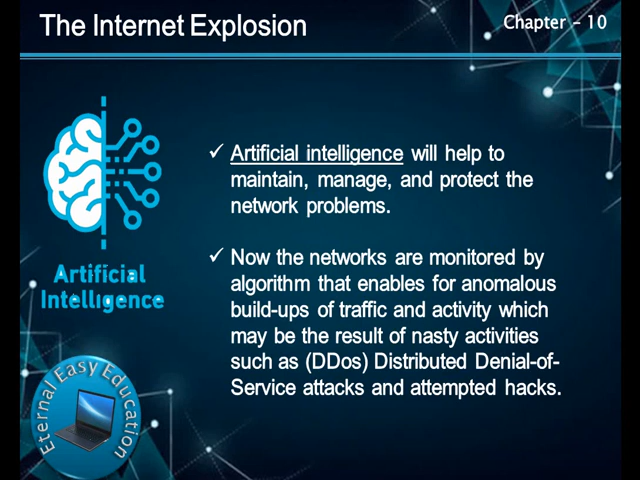 The Internet Explosion
Chapter – 10
✓ Artificial intelligence will help to
maintain, manage, and protect the
network problems.
✓ Now the networks are monitored by
algorithm that enables for anomalous
build-ups of traffic and activity which
may be the result of nasty activities
such as (DDos) Distributed Denial-of-
Service attacks and attempted hacks.
Artificial
Intelligence
Eternal Easy Education